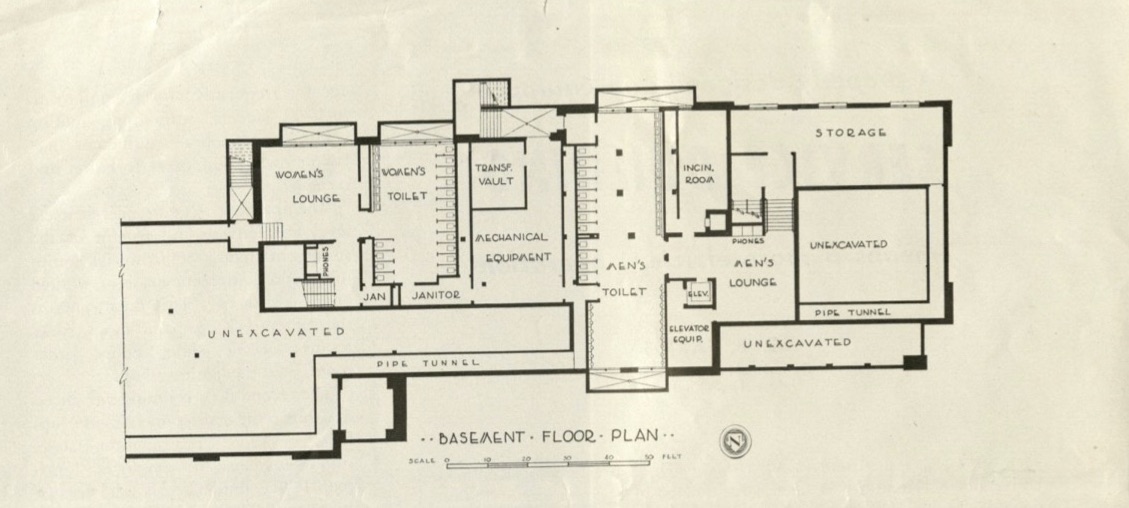 STORAGE
WOMEN'S
LOUNGE
WOMEN'S
TOILET
TRANSF.
VAULT
INCIN.
ROOM
MECHANICAL
EQUIPMENT
PHONES
PHONES
MEN'S
TOILET
MEN'S
LOUNGE
UNEXCAVATED
JAN
JANITOR
ELEV.
PIPE TUNNEL
ELEVATOR
EQUIP.
UNEXCAVATED
UNEXCAVATED
PIPE TUNNEL
··BASEMENT·FLOOR·PLAN··
SCALE 0 10 20 30 40 50 FEET
N